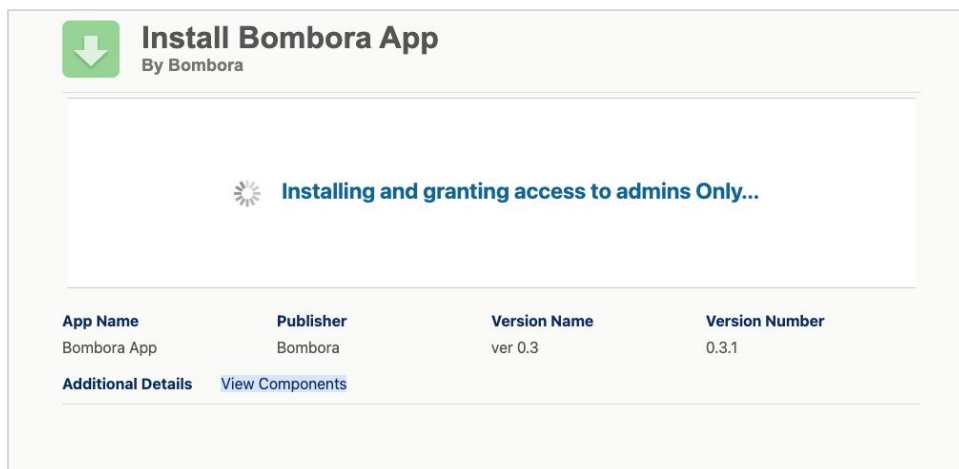 Install Bombora App
By Bombora
Installing and granting access to admins Only...
App Name Publisher Version Name Version Number
Bombora App Bombora ver 0.3 0.3.1
Additional Details View Components